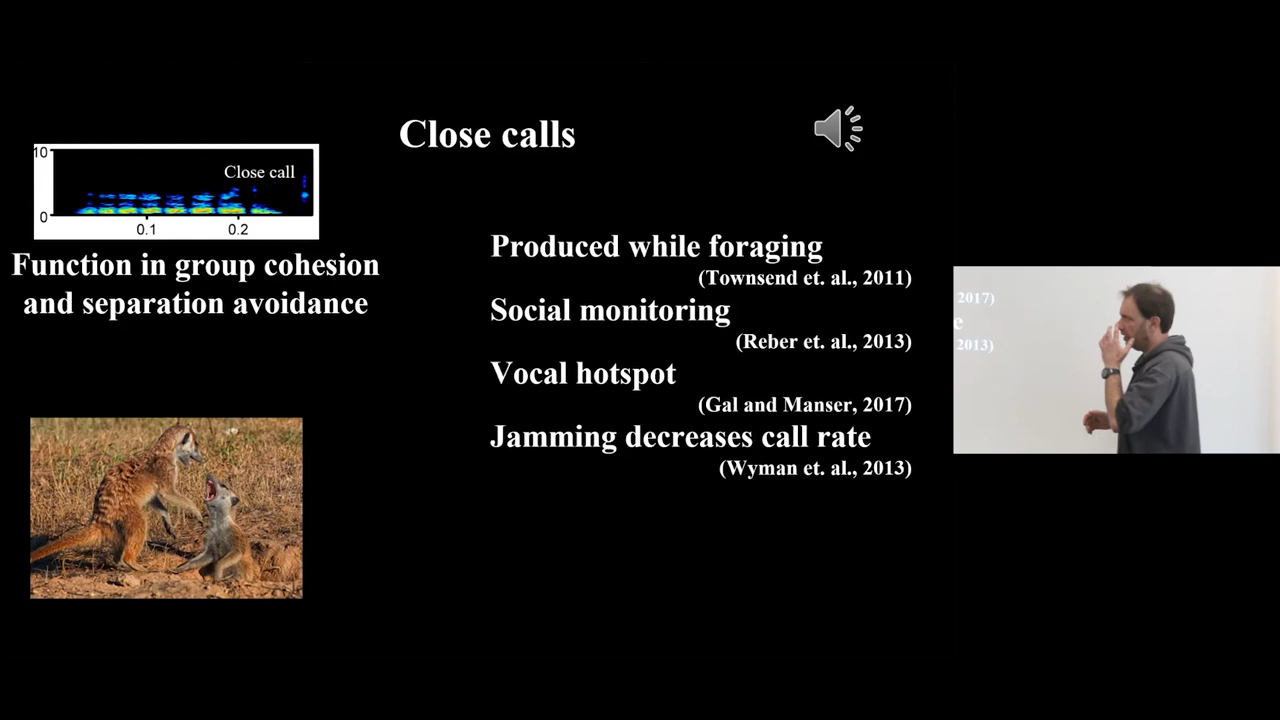 Close calls
10
Close call
0
0.1 0.2
Function in group cohesion
and separation avoidance
Produced while foraging
(Townsend et. al., 2011)
Social monitoring
(Reber et. al., 2013)
Vocal hotspot
(Gal and Manser, 2017)
Jamming decreases call rate
(Wyman et. al., 2013)
2017)
e
2013)